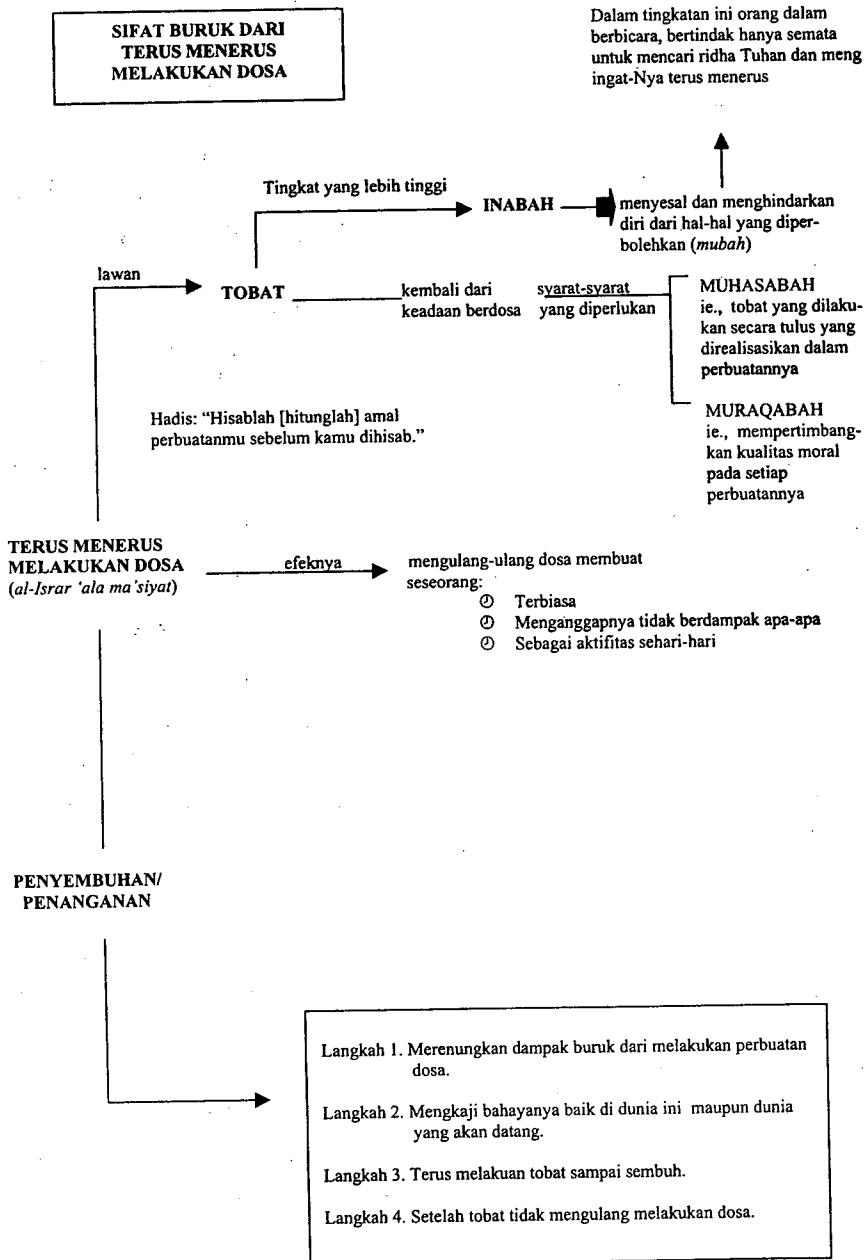 SIFAT BURUK DARI
TERUS MENERUS
MELAKUKAN DOSA
Dalam tingkatan ini orang dalam
berbicara, bertindak hanya semata
untuk mencari ridha Tuhan dan meng
ingat-Nya terus menerus
Tingkat yang lebih tinggi
INABAH
menyesal dan menghindarkan
diri dari hal-hal yang diper-
bolehkan (mubah)
lawan
TOBAT
kembali dari
keadaan berdosa
syarat-syarat
yang diperlukan
MUHASABAH
ie., tobat yang dilaku-
kan secara tulus yang
direalisasikan dalam
perbuatannya
MURAQABAH
ie., mempertimbang-
kan kualitas moral
pada setiap
perbuatannya
Hadis: “Hisablah [hitunglah] amal
perbuatanmu sebelum kamu dihisab.”
TERUS MENERUS
MELAKUKAN DOSA
(al-Israr ‘ala ma’siyat)
efeknya
mengulang-ulang dosa membuat
seseorang:
Terbiasa
Menganggapnya tidak berdampak apa-apa
Sebagai aktifitas sehari-hari
PENYEMBUHAN/
PENANGANAN
Langkah 1. Merenungkan dampak buruk dari melakukan perbuatan
dosa.
Langkah 2. Mengkaji bahayanya baik di dunia ini maupun dunia
yang akan datang.
Langkah 3. Terus melakuan tobat sampai sembuh.
Langkah 4. Setelah tobat tidak mengulang melakukan dosa.